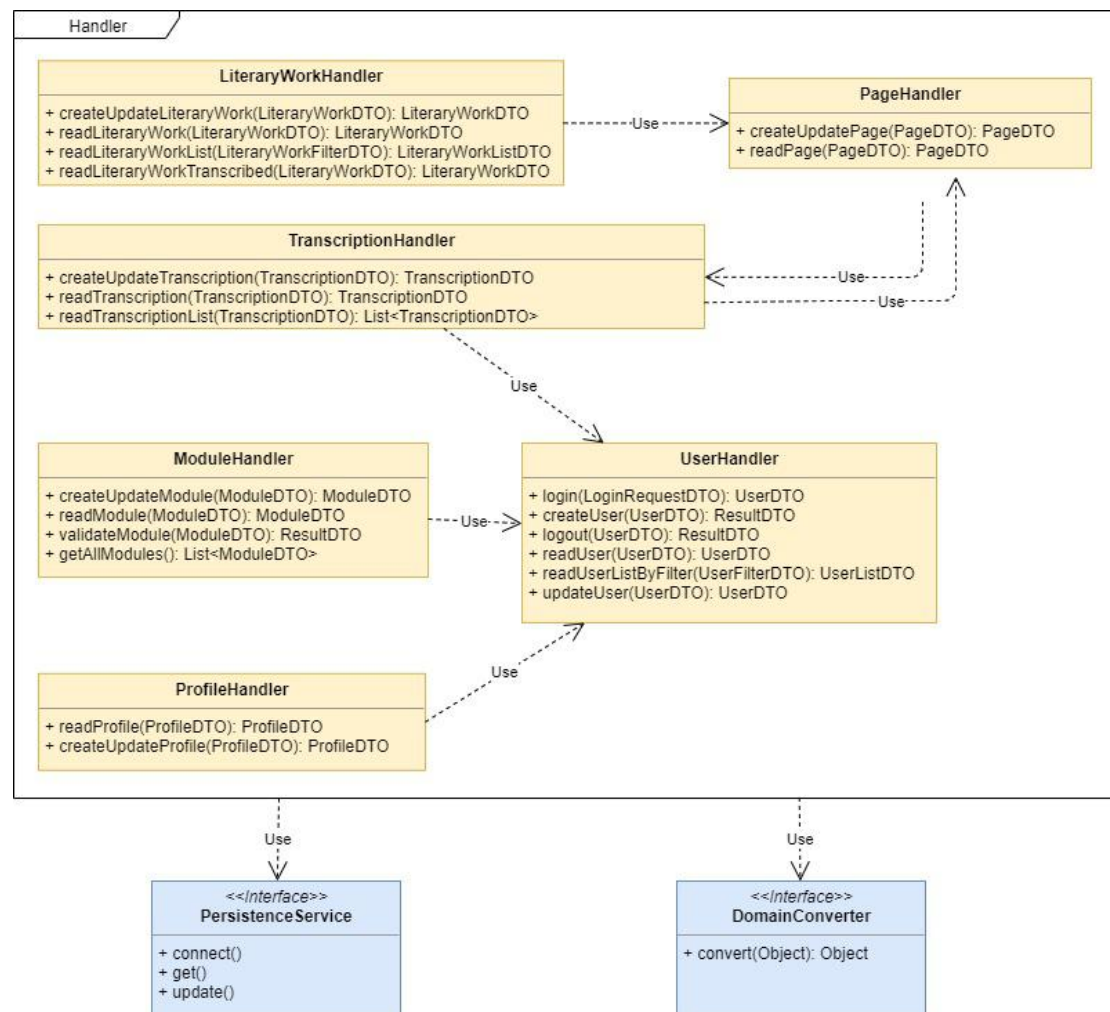 Handler
LiteraryWorkHandler
+ createUpdateLiteraryWork(LiteraryWorkDTO): LiteraryWorkDTO
+ readLiteraryWork(LiteraryWorkDTO): LiteraryWorkDTO
+ readLiteraryWorkList(LiteraryWorkFilterDTO): LiteraryWorkListDTO
+ readLiteraryWorkTranscribed(LiteraryWorkDTO): LiteraryWorkDTO
Use
PageHandler
+ createUpdatePage(PageDTO): PageDTO
+ readPage(PageDTO): PageDTO
TranscriptionHandler
+ createUpdateTranscription(TranscriptionDTO): TranscriptionDTO
+ readTranscription(TranscriptionDTO): TranscriptionDTO
+ readTranscriptionList(TranscriptionDTO): List<TranscriptionDTO>
Use
Use
Use
ModuleHandler
+ createUpdateModule(ModuleDTO): ModuleDTO
+ readModule(ModuleDTO): ModuleDTO
+ validateModule(ModuleDTO): ResultDTO
+ getAllModules(): List<ModuleDTO>
Use
UserHandler
+ login(LoginRequestDTO): UserDTO
+ createUser(UserDTO): ResultDTO
+ logout(UserDTO): ResultDTO
+ readUser(UserDTO): UserDTO
+ readUserListByFilter(UserFilterDTO): UserListDTO
+ updateUser(UserDTO): UserDTO
Use
ProfileHandler
+ readProfile(ProfileDTO): ProfileDTO
+ createUpdateProfile(ProfileDTO): ProfileDTO
Use
Use
<<Interface>>
PersistenceService
+ connect()
+ get()
+ update()
<<Interface>>
DomainConverter
+ convert(Object): Object